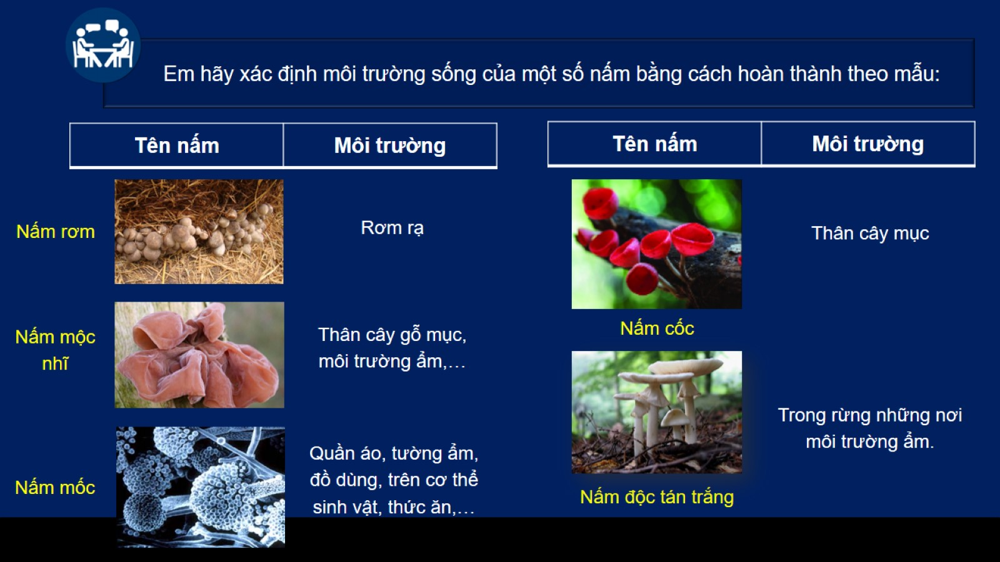 Em hãy xác định môi trường sống của một số nấm bằng cách hoàn thành theo mẫu:
Tên nấm
Môi trường
Nấm rơm
Rơm rạ
Nấm mộc
nhĩ
Thân cây gỗ mục,
môi trường ẩm,...
Nấm mốc
Quần áo, tường ẩm,
đồ dùng, trên cơ thể
sinh vật, thức ăn,...
Tên nấm
Môi trường
Thân cây mục
Nấm cốc
Trong rừng những nơi
môi trường ẩm.
Nấm độc tán trắng